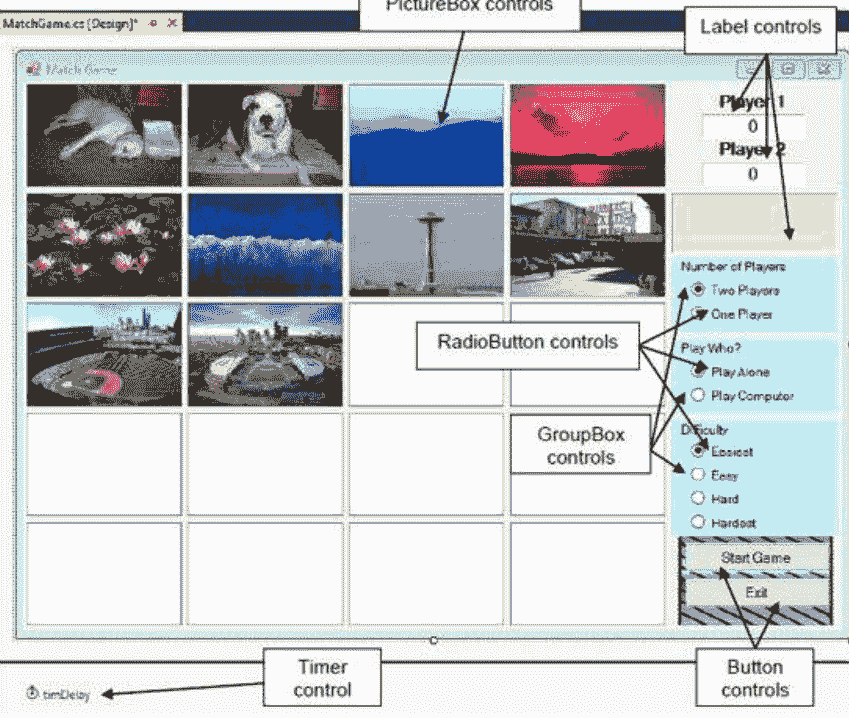 PictureBox controls
MatchGame.cs [Design]*
Label controls
Match Game
Player 1
0
Player 2
0
Number of Players
Two Players
One Player
RadioButton controls
Play Who?
Play Alone
Play Computer
GroupBox
controls
Difficulty
Easiest
Easy
Hard
Hardest
Start Game
Exit
Timer
control
Button
controls
timDelay